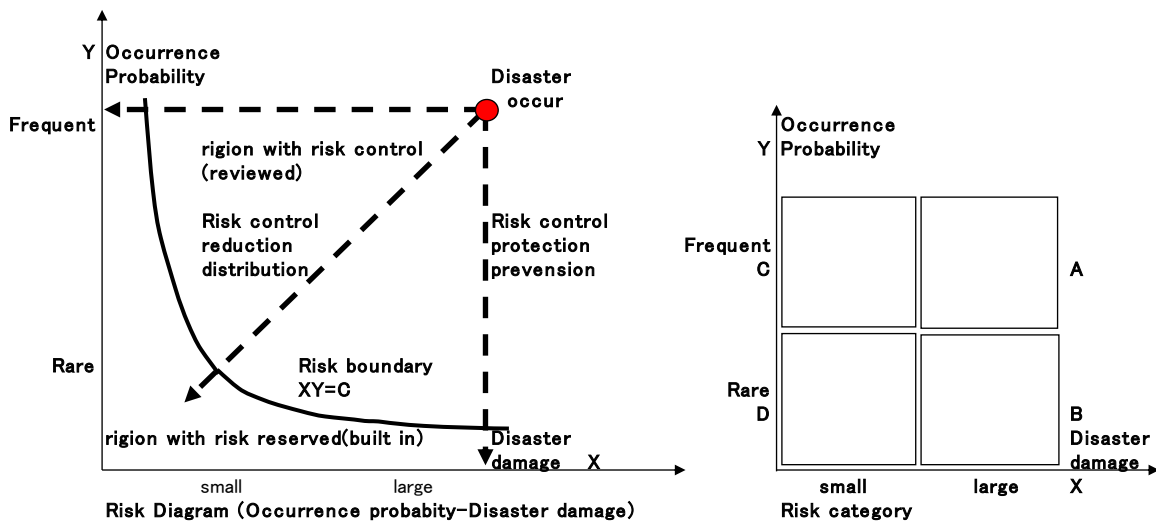 Y Occurrence
Probability
Disaster
occur
Frequent
rigion with risk control
(reviewed)
Risk control
reduction
distribution
Risk control
protection
prevension
Rare
Risk boundary
XY=C
rigion with risk reserved(built in)
Disaster
damage X
small large
Risk Diagram (Occurrence probabity-Disaster damage)
Occurrence
Y Probability
Frequent
C
A
Rare
D
B
Disaster
damage
small large X
Risk category